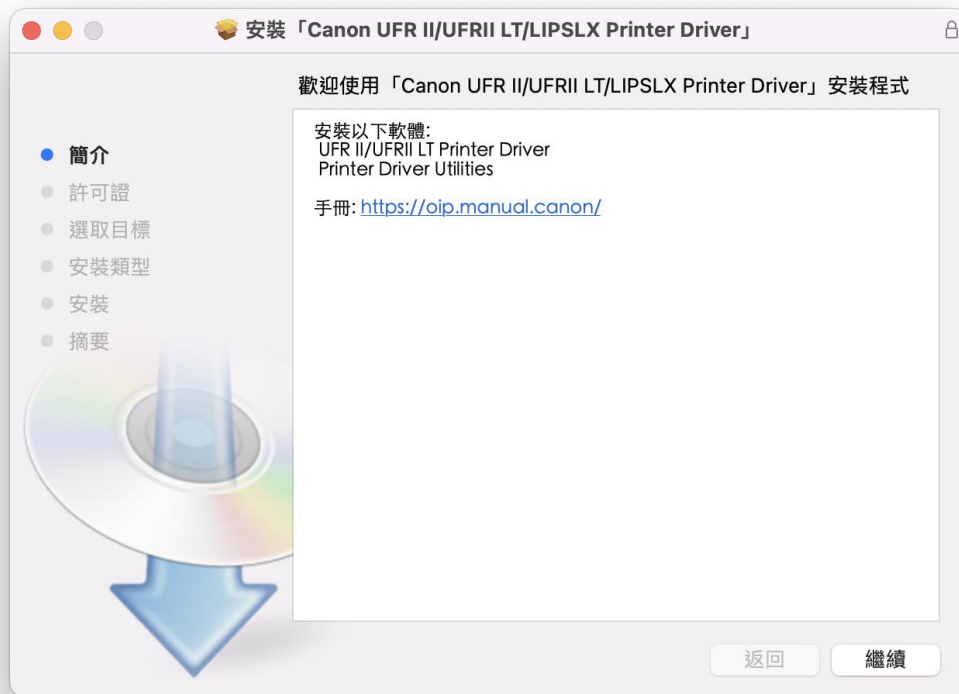 安裝「Canon UFR II/UFRII LT/LIPSLX Printer Driver」
歡迎使用「Canon UFR II/UFRII LT/LIPSLX Printer Driver」安裝程式
簡介
許可證
選取目標
安裝類型
安裝
摘要
安裝以下軟體:
UFR II/UFRII LT Printer Driver
Printer Driver Utilities
手冊: https://oip.manual.canon/
返回
繼續